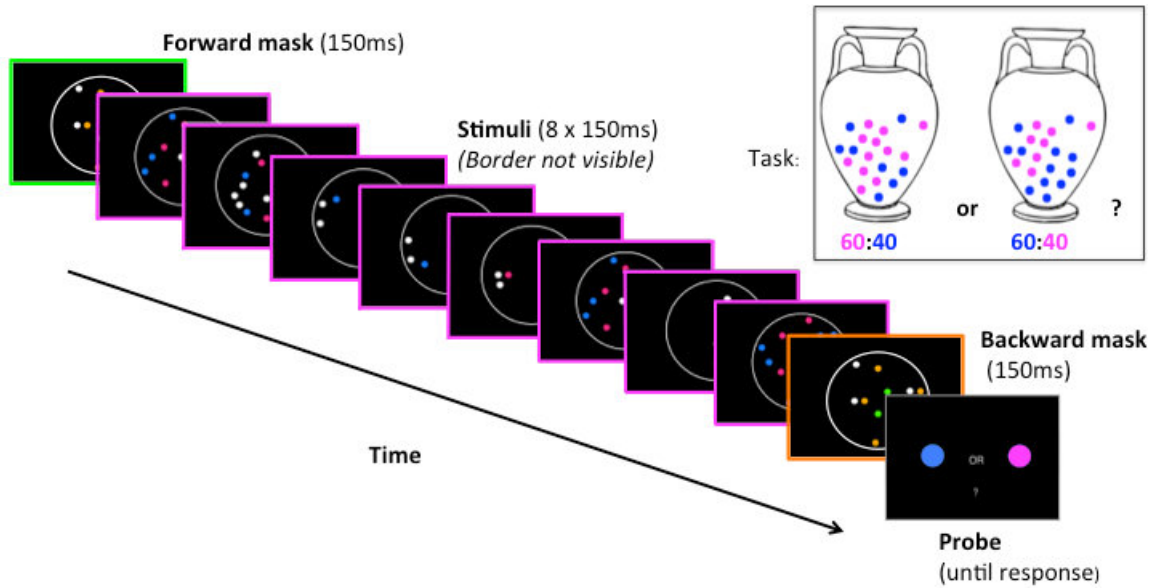 Forward mask (150ms)
Stimuli (8 x 150ms)
(Border not visible)
Task:
or
?
60:40
60:40
Backward mask
(150ms)
OR
?
Time
Probe
(until response)